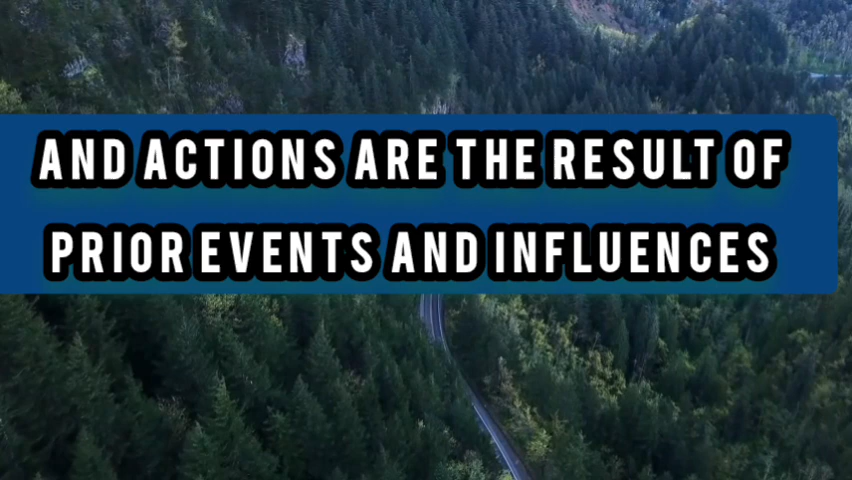 AND ACTIONS ARE THE RESULT OF
PRIOR EVENTS AND INFLUENCES